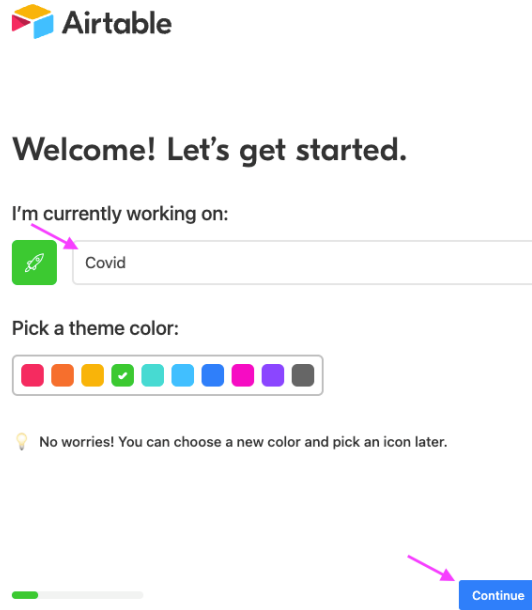 Airtable
Welcome! Let's get started.
I'm currently working on:
Covid
Pick a theme color:
No worries! You can choose a new color and pick an icon later.
Continue